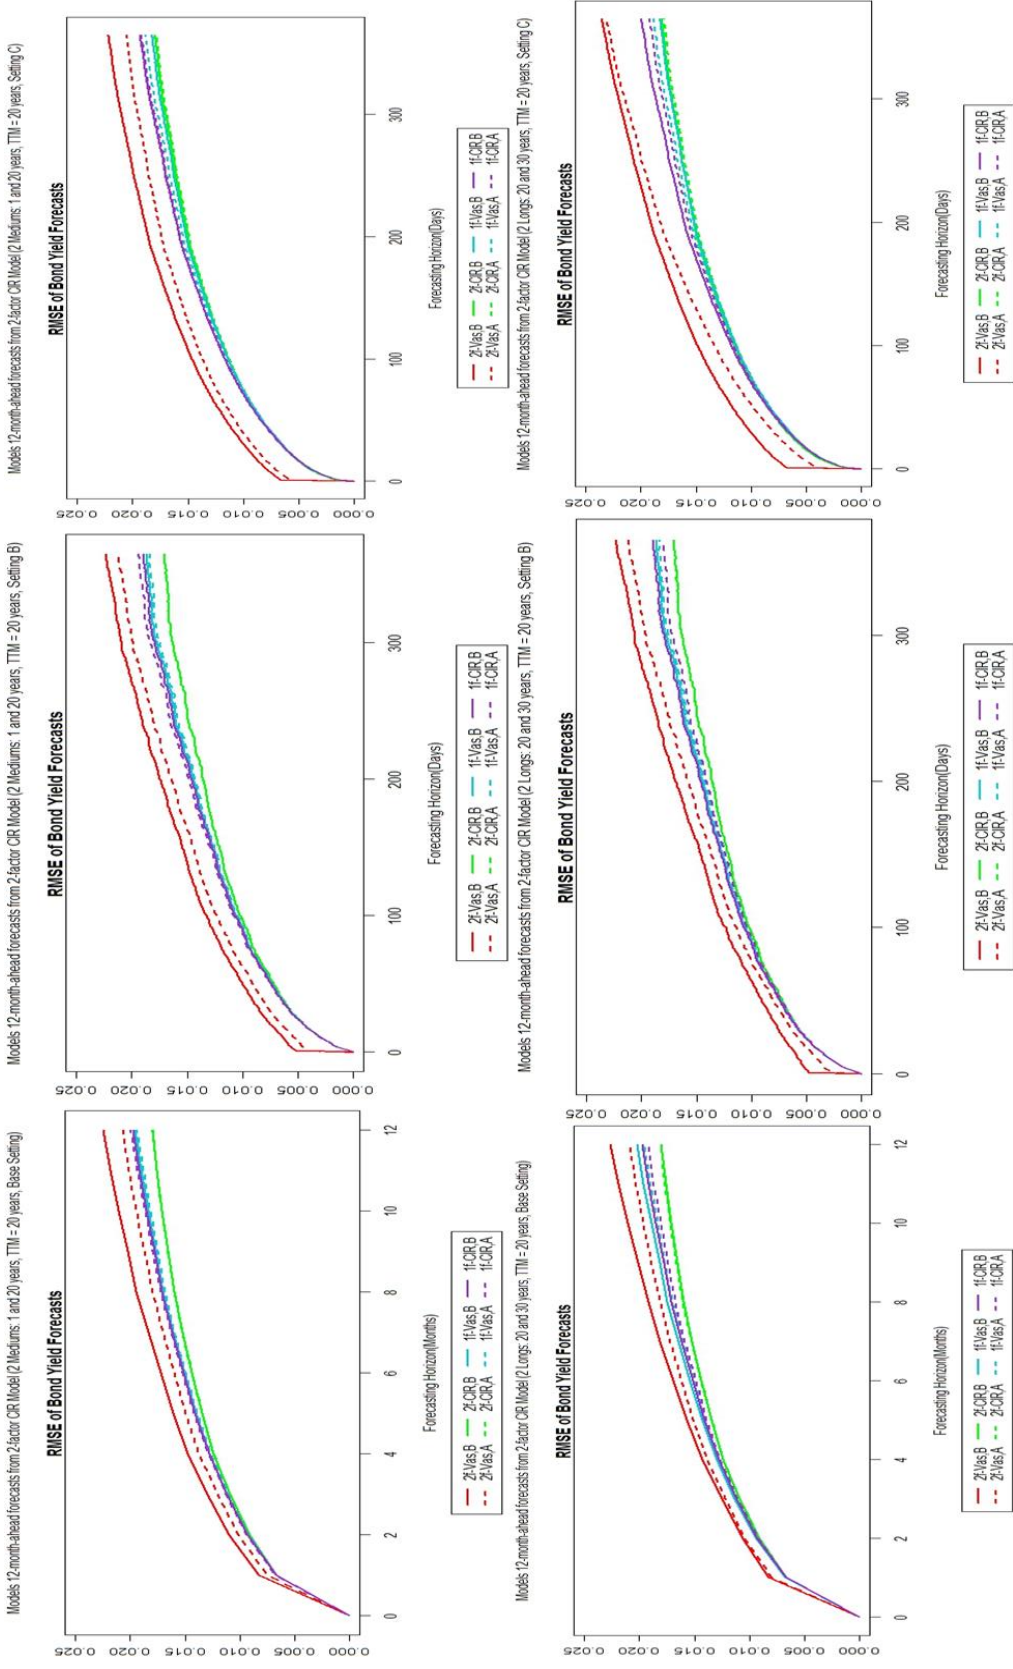 Models 12-month-ahead forecasts from 2-factor CIR Model (2 Mediums: 1 and 20 years, TTM = 20 years, Base Setting)
RMSE of Bond Yield Forecasts
0.025
0.020
0.015
0.010
0.005
0.000
0 2 4 6 8 10 12
Forecasting Horizon(Months)
2f-Vas,B 2f-CIR,B 1f-Vas,B 1f-CIR,B
2f-Vas,A 2f-CIR,A 1f-Vas,A 1f-CIR,A
Models 12-month-ahead forecasts from 2-factor CIR Model (2 Mediums: 1 and 20 years, TTM = 20 years, Setting B)
RMSE of Bond Yield Forecasts
0.025
0.020
0.015
0.010
0.005
0.000
0 100 200 300
Forecasting Horizon(Days)
2f-Vas,B 2f-CIR,B 1f-Vas,B 1f-CIR,B
2f-Vas,A 2f-CIR,A 1f-Vas,A 1f-CIR,A
Models 12-month-ahead forecasts from 2-factor CIR Model (2 Mediums: 1 and 20 years, TTM = 20 years, Setting C)
RMSE of Bond Yield Forecasts
0.025
0.020
0.015
0.010
0.005
0.000
0 100 200 300
Forecasting Horizon(Days)
2f-Vas,B 2f-CIR,B 1f-Vas,B 1f-CIR,B
2f-Vas,A 2f-CIR,A 1f-Vas,A 1f-CIR,A
Models 12-month-ahead forecasts from 2-factor CIR Model (2 Longs: 20 and 30 years, TTM = 20 years, Base Setting)
RMSE of Bond Yield Forecasts
0.025
0.020
0.015
0.010
0.005
0.000
0 2 4 6 8 10 12
Forecasting Horizon(Months)
2f-Vas,B 2f-CIR,B 1f-Vas,B 1f-CIR,B
2f-Vas,A 2f-CIR,A 1f-Vas,A 1f-CIR,A
Models 12-month-ahead forecasts from 2-factor CIR Model (2 Longs: 20 and 30 years, TTM = 20 years, Setting B)
RMSE of Bond Yield Forecasts
0.025
0.020
0.015
0.010
0.005
0.000
0 100 200 300
Forecasting Horizon(Days)
2f-Vas,B 2f-CIR,B 1f-Vas,B 1f-CIR,B
2f-Vas,A 2f-CIR,A 1f-Vas,A 1f-CIR,A
Models 12-month-ahead forecasts from 2-factor CIR Model (2 Longs: 20 and 30 years, TTM = 20 years, Setting C)
RMSE of Bond Yield Forecasts
0.025
0.020
0.015
0.010
0.005
0.000
0 100 200 300
Forecasting Horizon(Days)
2f-Vas,B 2f-CIR,B 1f-Vas,B 1f-CIR,B
2f-Vas,A 2f-CIR,A 1f-Vas,A 1f-CIR,A